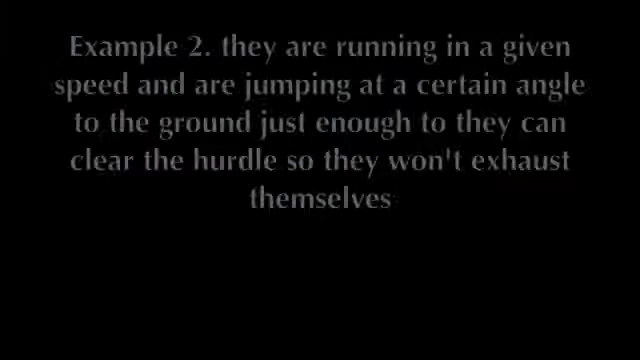 Example 2. they are running in a given
speed and are jumping at a certain angle
to the ground just enough to they can
clear the hurdle so they won't exhaust
themselves